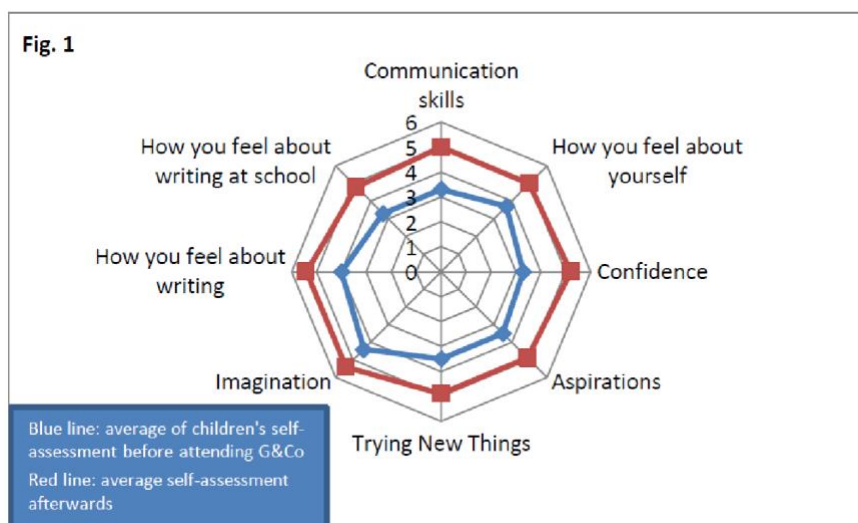 Fig. 1
Communication
skills
How you feel about
writing at school
How you feel about
yourself
6
5
4
3
2
1
0
How you feel about
writing
Confidence
Imagination
Aspirations
Trying New Things
Blue line: average of children's self-
assessment before attending G&Co
Red line: average self-assessment
afterwards